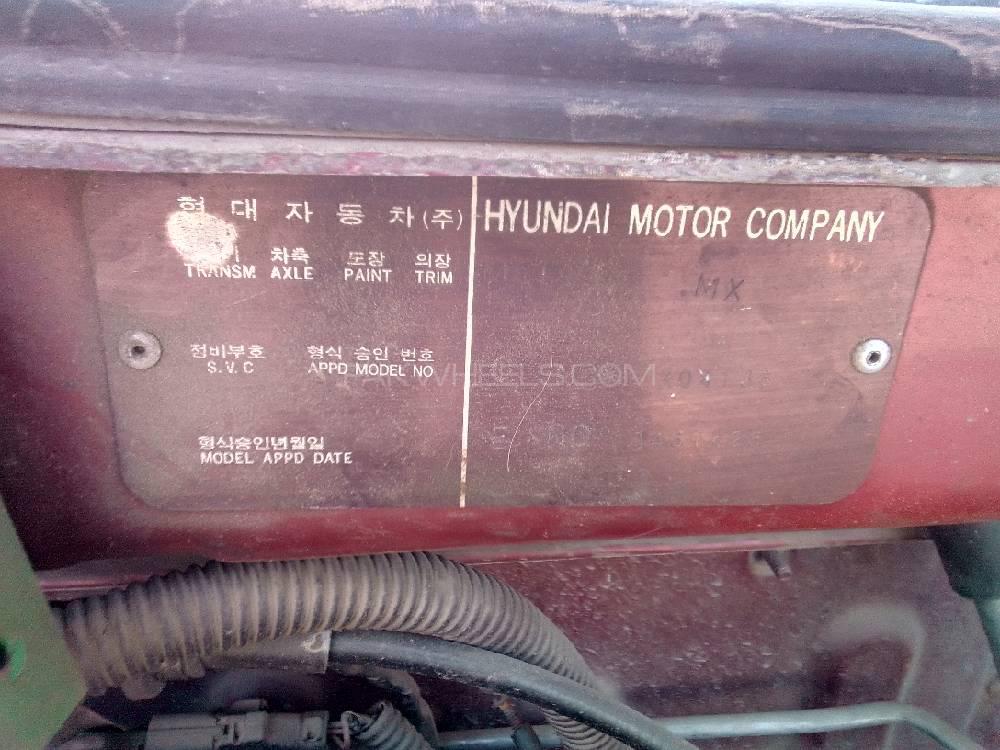 현대자동차(주) HYUNDAI MOTOR COMPANY
차축 도장 의장
TRANSM. AXLE PAINT TRIM
.MX
정비부호 형식 승인 번호
S.V.C APPD MODEL NO
PAKWHEELS.COM
형식승인년월일
MODEL APPD DATE